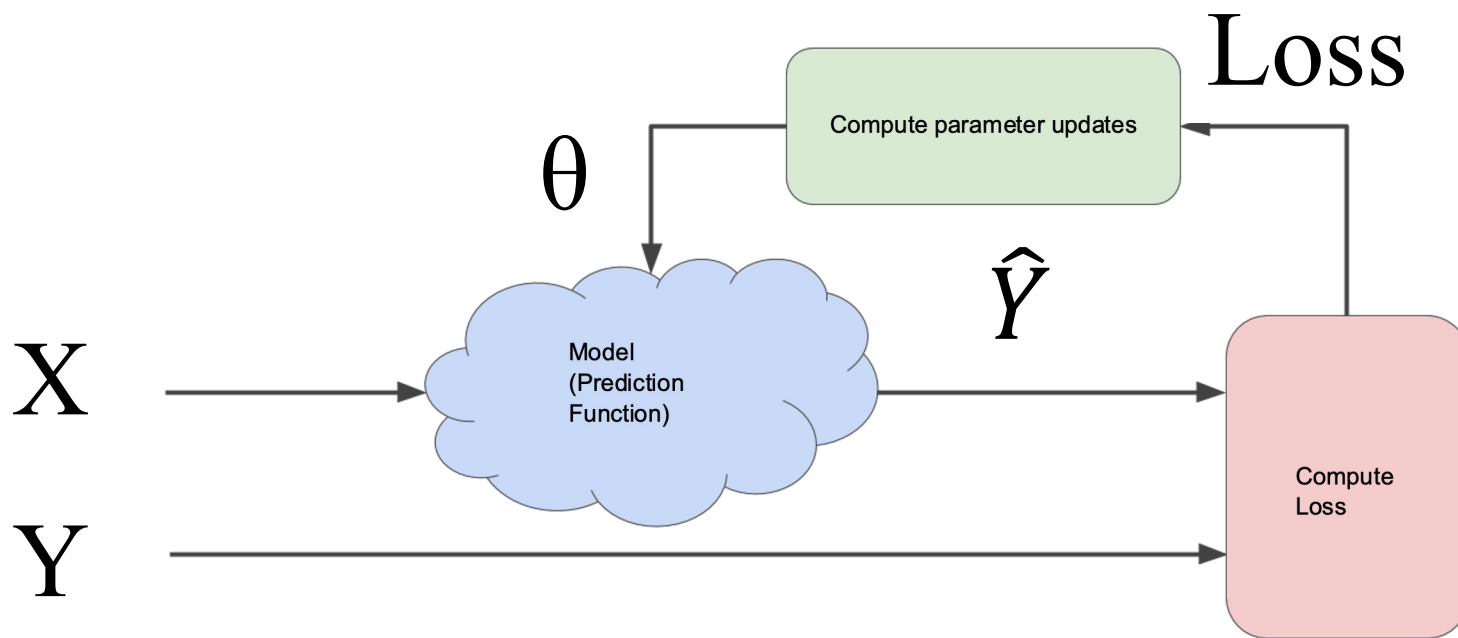 Loss
Compute parameter updates
θ
Ŷ
X
Model
(Prediction
Function)
Compute
Loss
Y